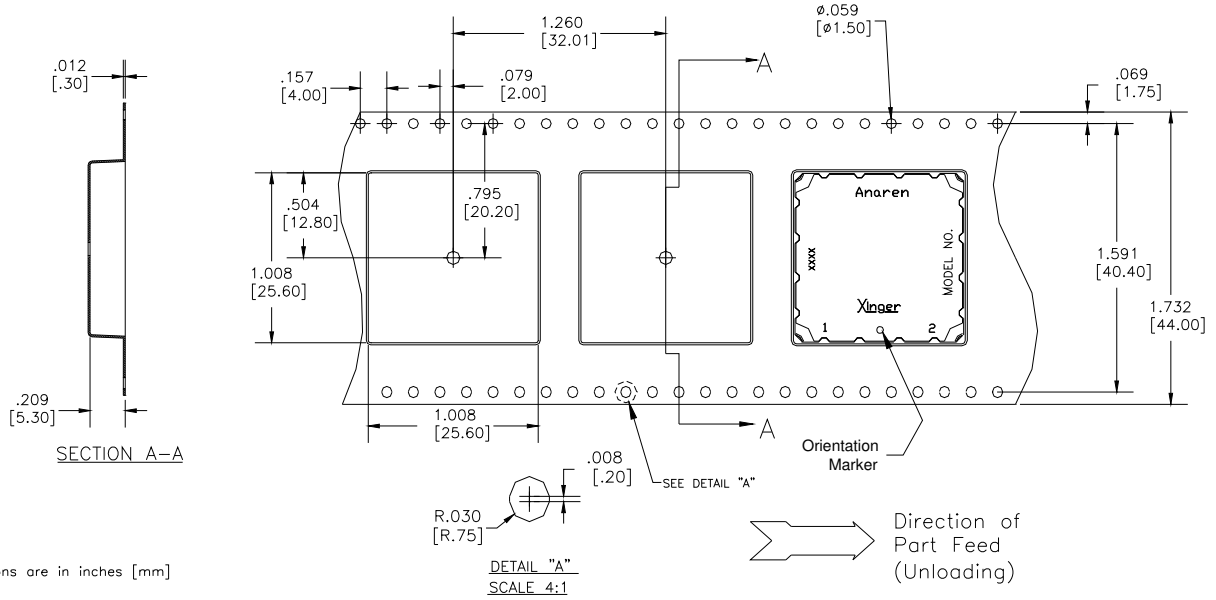 1.260
[32.01]
ø.059
[ø1.50]
.012
[.30]
.157
[4.00]
.079
[2.00]
A
.069
[1.75]
.504
[12.80]
.795
[20.20]
1.008
[25.60]
Anaren
xxxx
MODEL NO.
Xinger
1
2
1.591
[40.40]
1.732
[44.00]
.209
[5.30]
1.008
[25.60]
A
Orientation
Marker
SECTION A-A
.008
[.20]
SEE DETAIL "A"
R.030
[R.75]
DETAIL "A"
SCALE 4:1
Direction of
Part Feed
(Unloading)
are in inches [mm]